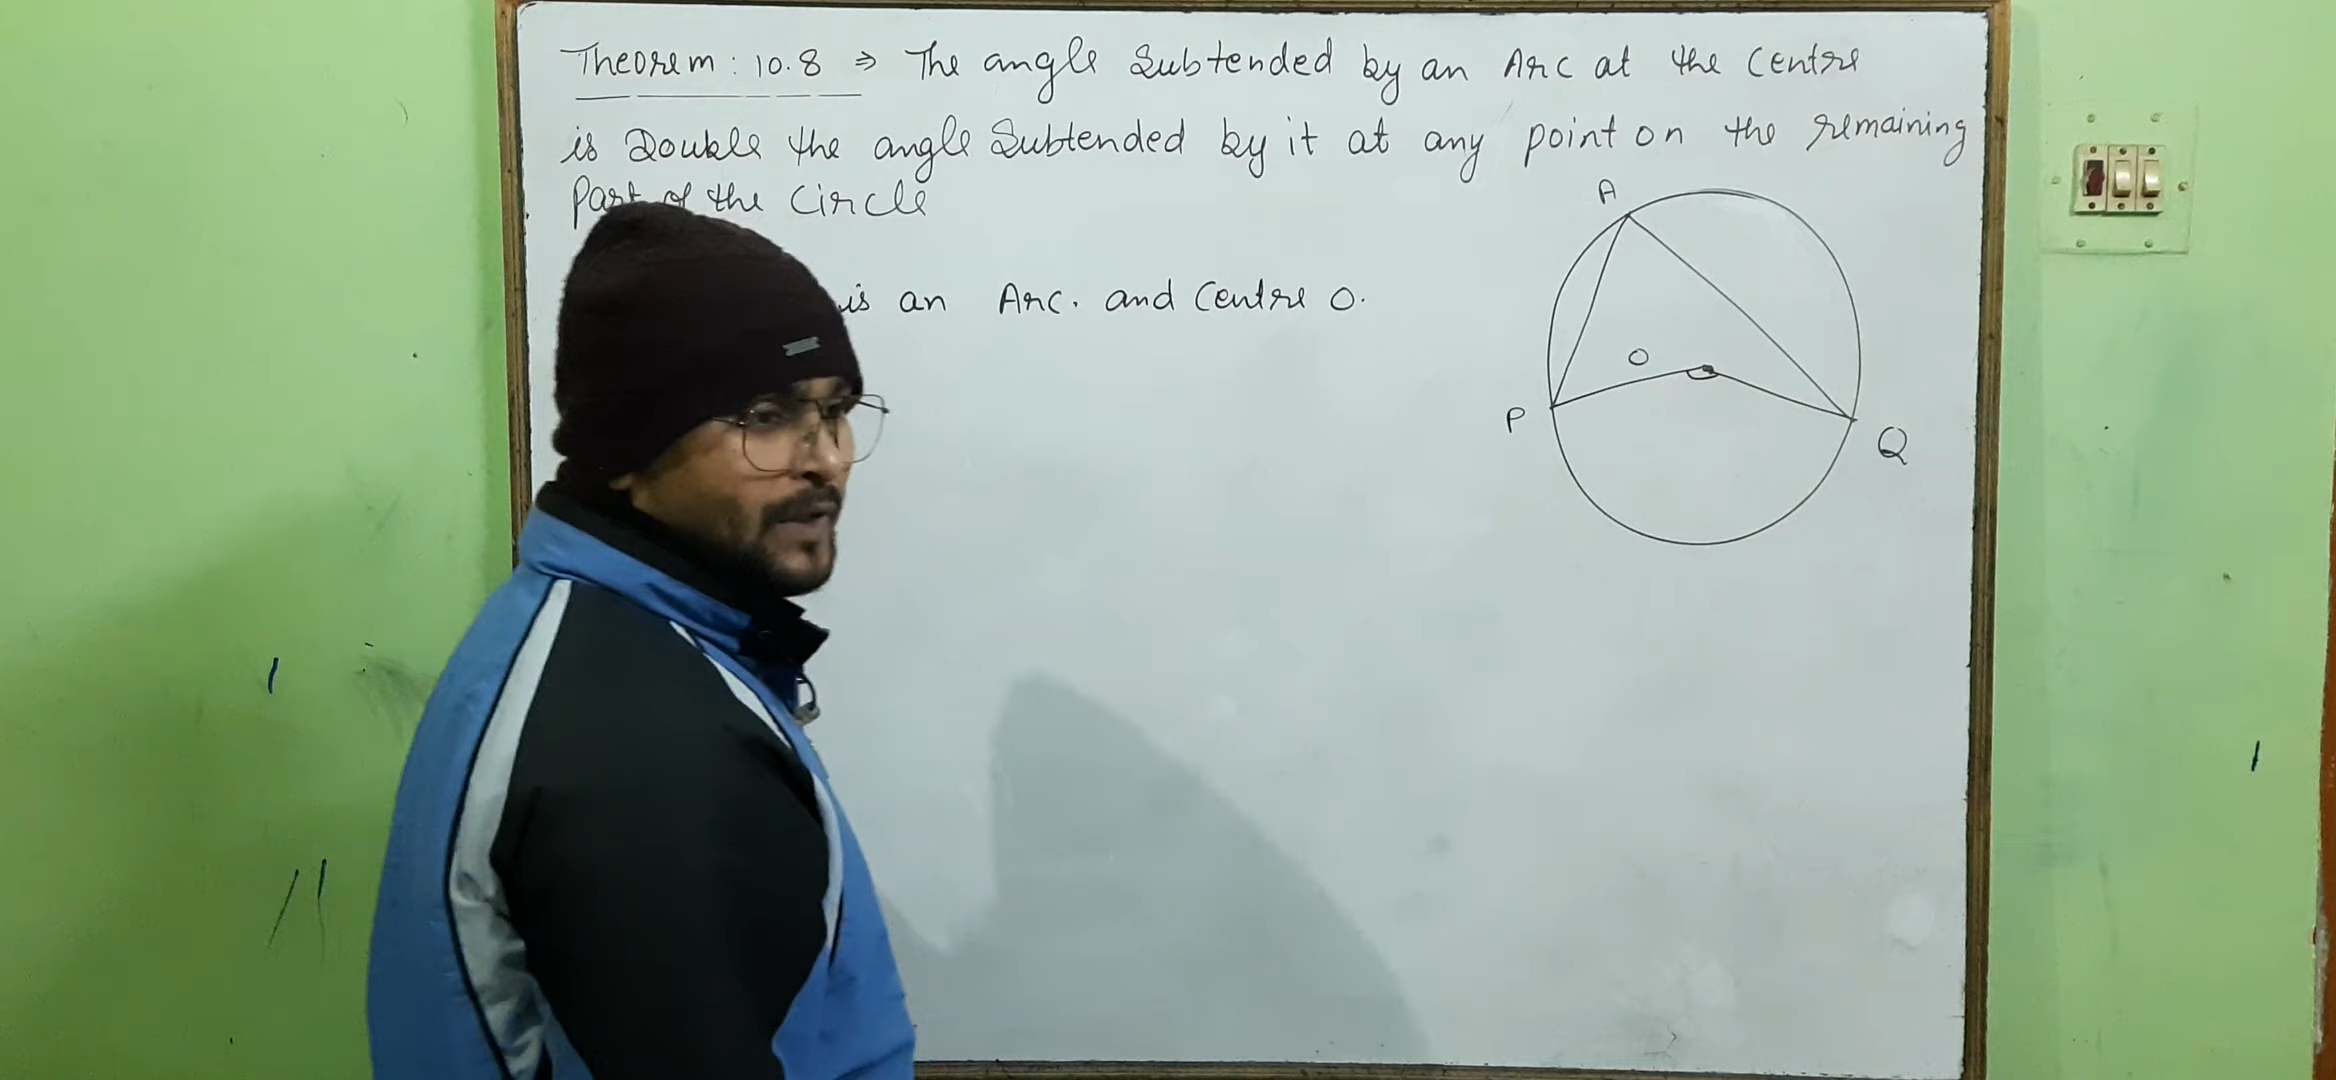 Theorem : 10.8 ⇒ The angle Subtended by an Arc at the Centre
is Double the angle Subtended by it at any point on the remaining
Part of the Circle
A
is an Arc. and Centre O.
O
P
Q